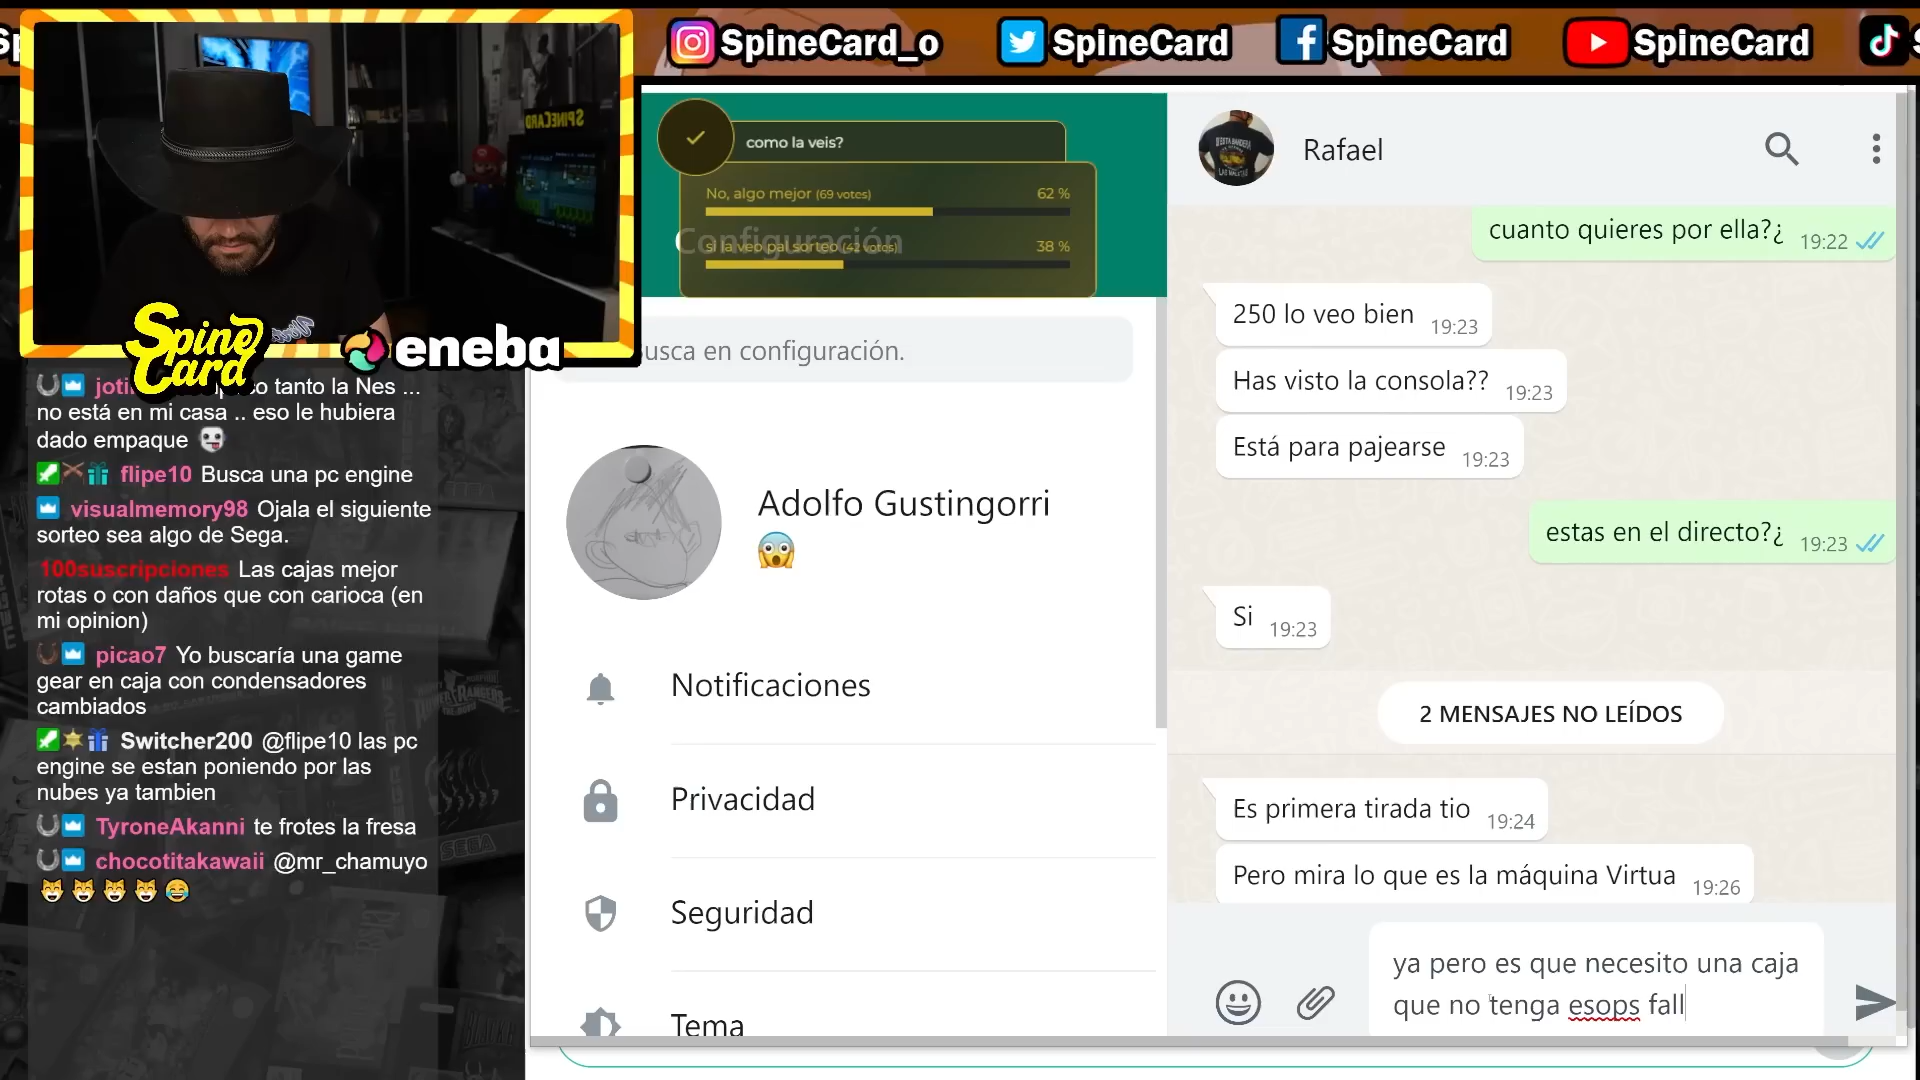 SpineCard_o
SpineCard
SpineCard
SpineCard
SPINECARD
Spine
Card
eneba
como la veis?
No, algo mejor (69 votes)
62 %
si la veo pal sorteo (42 votes)
38 %
Configuración
usca en configuración.
Adolfo Gustingorri
Notificaciones
Privacidad
Seguridad
Tema
Rafael
cuanto quieres por ella?¿ 19:22
250 lo veo bien 19:23
Has visto la consola?? 19:23
Está para pajearse 19:23
estas en el directo?¿ 19:23
Si 19:23
2 MENSAJES NO LEÍDOS
Es primera tirada tio 19:24
Pero mira lo que es la máquina Virtua 19:26
ya pero es que necesito una caja
que no tenga esops fall
tanto la Nes ...
no está en mi casa .. eso le hubiera
dado empaque
flipe10 Busca una pc engine
visualmemory98 Ojala el siguiente
sorteo sea algo de Sega.
100suscripciones Las cajas mejor
rotas o con daños que con carioca (en
mi opinion)
picao7 Yo buscaría una game
gear en caja con condensadores
cambiados
Switcher200 @flipe10 las pc
engine se estan poniendo por las
nubes ya tambien
TyroneAkanni te frotes la fresa
chocotitakawaii @mr_chamuyo